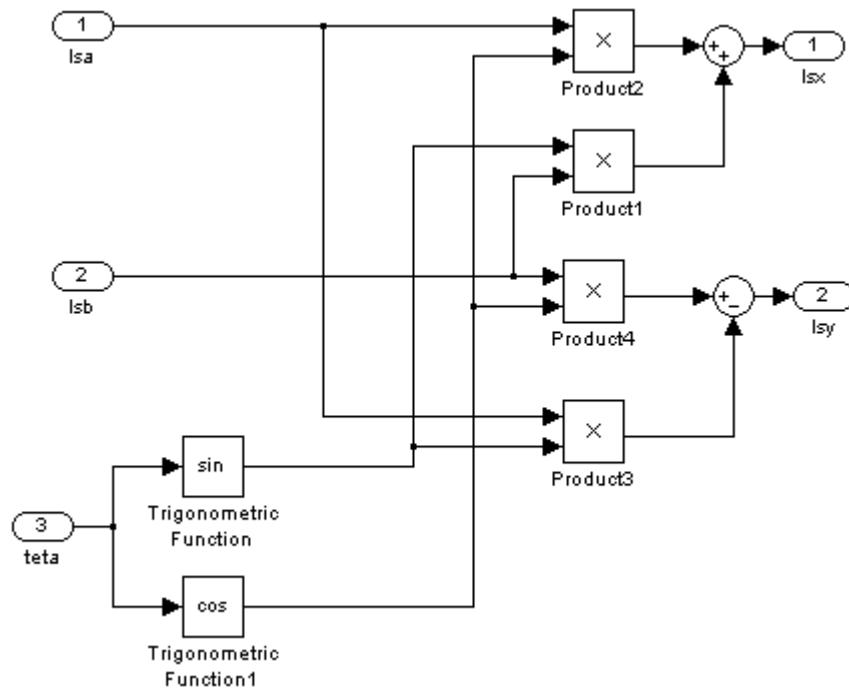 1
Isa
×
Product2
+
+
1
Isx
×
Product1
2
Isb
×
Product4
+
−
2
Isy
×
Product3
sin
Trigonometric
Function
3
teta
cos
Trigonometric
Function1